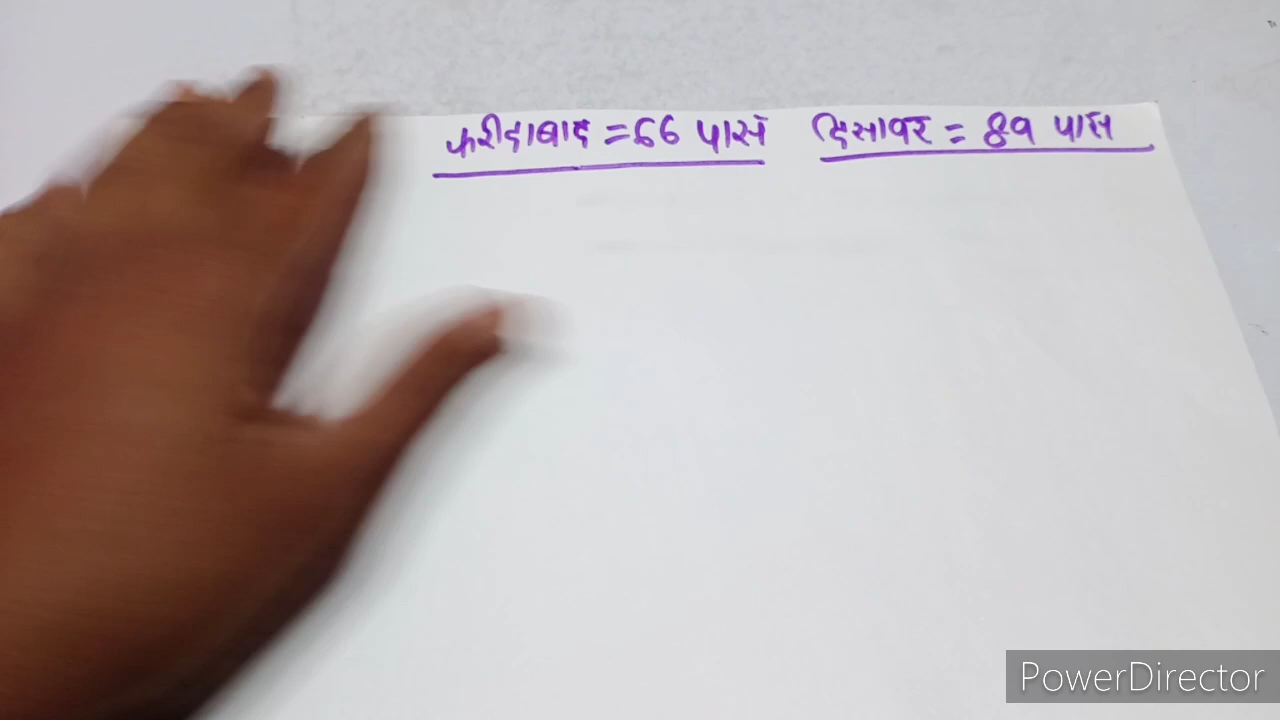 फरीदाबाद = 66 पास दिसावर = 89 पास
PowerDirector